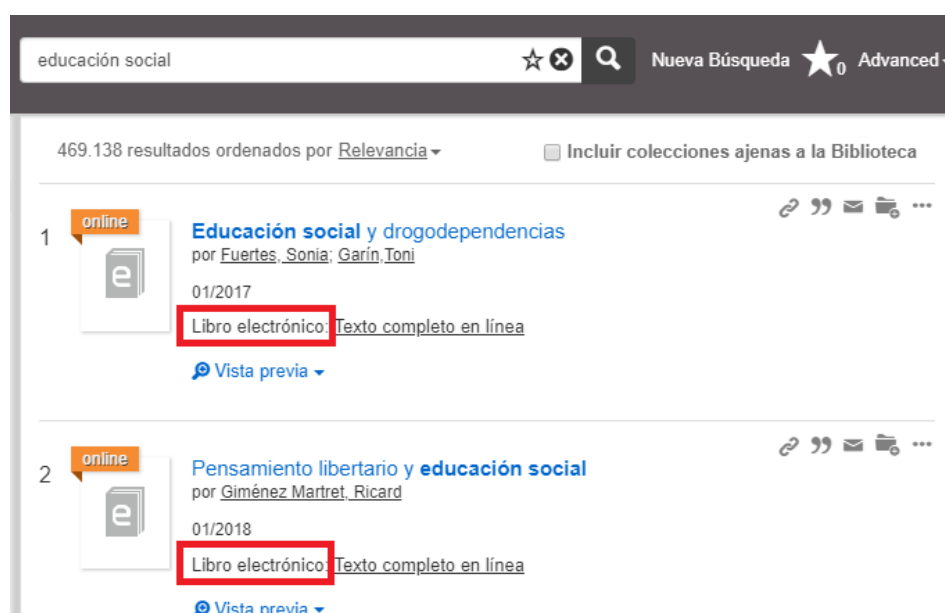 educación social
Nueva Búsqueda 0 Advanced
469.138 resultados ordenados por Relevancia
Incluir colecciones ajenas a la Biblioteca
1
online
e
Educación social y drogodependencias
por Fuertes, Sonia; Garín,Toni
01/2017
Libro electrónico: Texto completo en línea
Vista previa
2
online
e
Pensamiento libertario y educación social
por Giménez Martret, Ricard
01/2018
Libro electrónico: Texto completo en línea
Vista previa